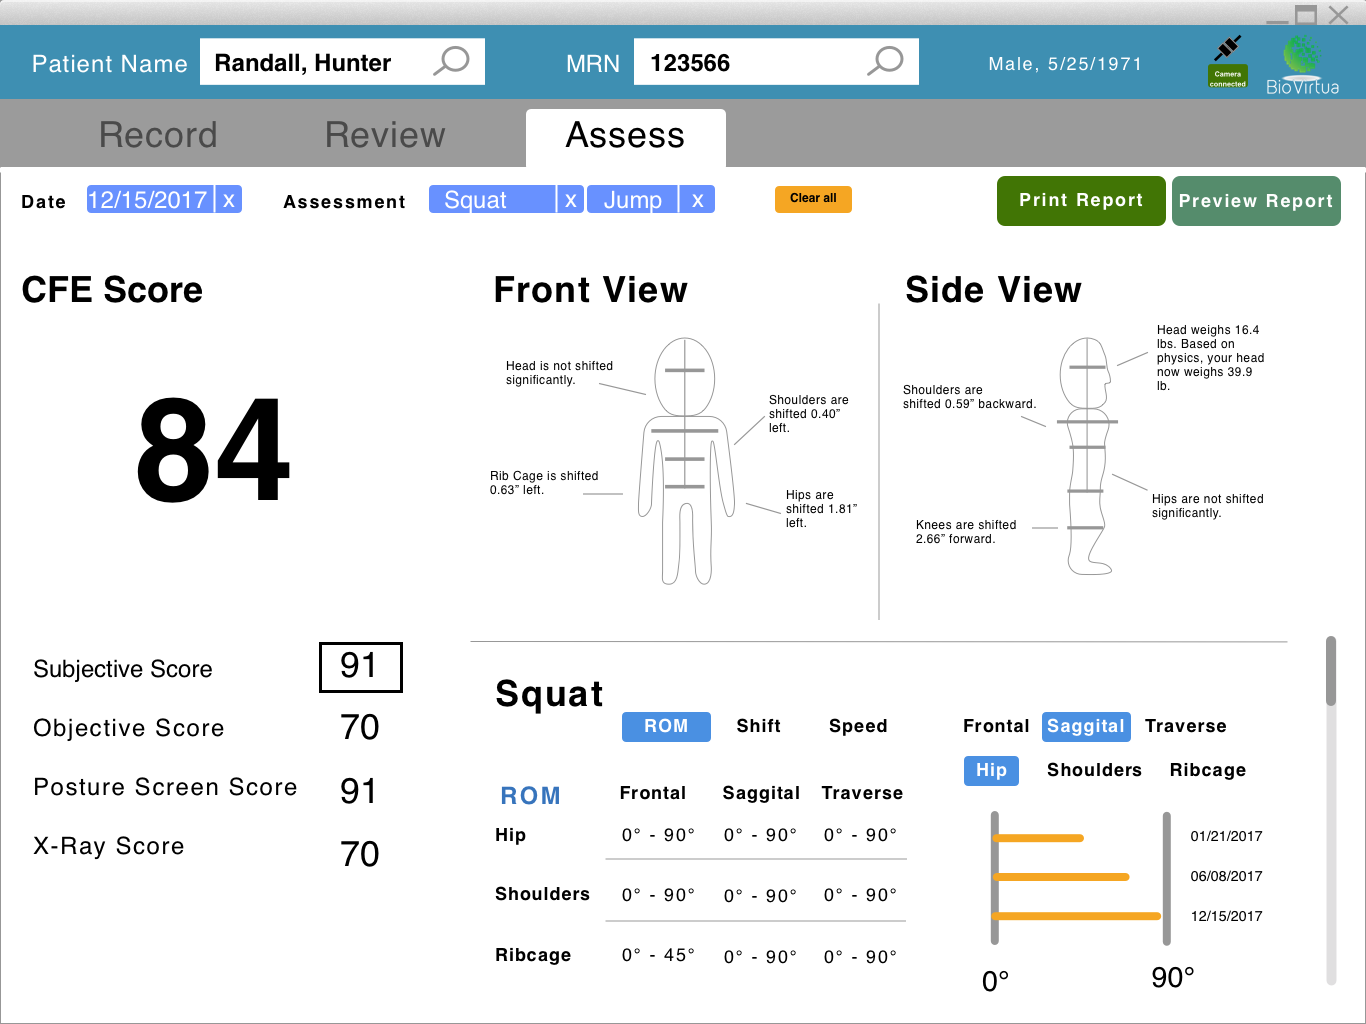 Patient Name
Randall, Hunter
MRN
123566
Male, 5/25/1971
Camera
connected
BioVirtua
Record
Review
Assess
Date
12/15/2017 x
Assessment
Squat x
Jump x
Clear all
Print Report
Preview Report
CFE Score
84
Subjective Score 91
Objective Score 70
Posture Screen Score 91
X-Ray Score 70
Front View
Head is not shifted
significantly.
Shoulders are
shifted 0.40”
left.
Rib Cage is shifted
0.63” left.
Hips are
shifted 1.81”
left.
Side View
Head weighs 16.4
lbs. Based on
physics, your head
now weighs 39.9
lb.
Shoulders are
shifted 0.59” backward.
Hips are not shifted
significantly.
Knees are shifted
2.66” forward.
Squat
ROM Shift Speed
ROM Frontal Saggital Traverse
Hip 0° - 90° 0° - 90° 0° - 90°
Shoulders 0° - 90° 0° - 90° 0° - 90°
Ribcage 0° - 45° 0° - 90° 0° - 90°
Frontal Saggital Traverse
Hip Shoulders Ribcage
01/21/2017
06/08/2017
12/15/2017
0° 90°